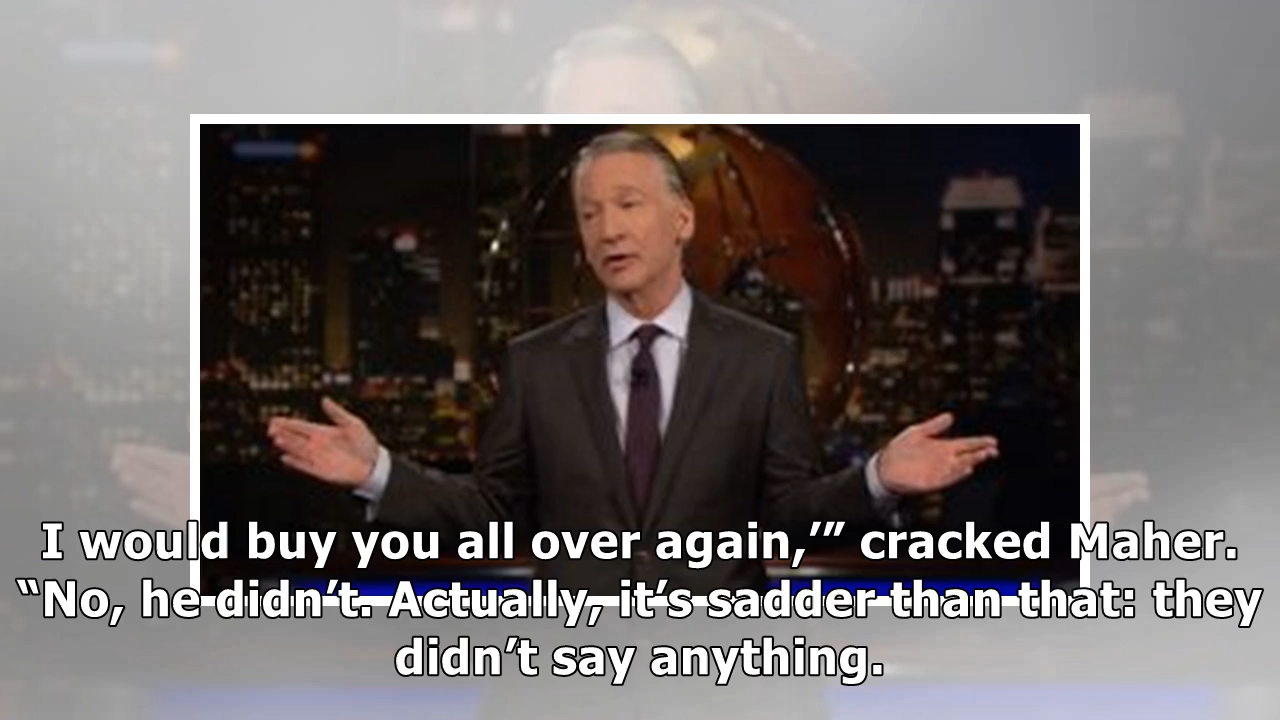 I would buy you all over again,’” cracked Maher.
“No, he didn’t. Actually, it’s sadder than that: they
didn’t say anything.